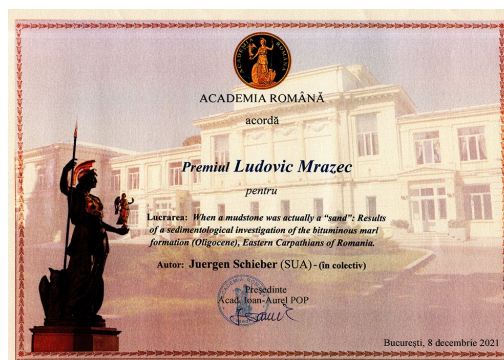 ACADEMIA ROMÂNĂ
acordă
Premiul Ludovic Mrazec
pentru
Lucrarea: When a mudstone was actually a “sand”: Results
of a sedimentological investigation of the bituminous marl
formation (Oligocene), Eastern Carpathians of Romania.
Autor: Juergen Schieber (SUA) - (în colectiv)
Președinte
Acad. Ioan-Aurel POP
București, 8 decembrie 2021